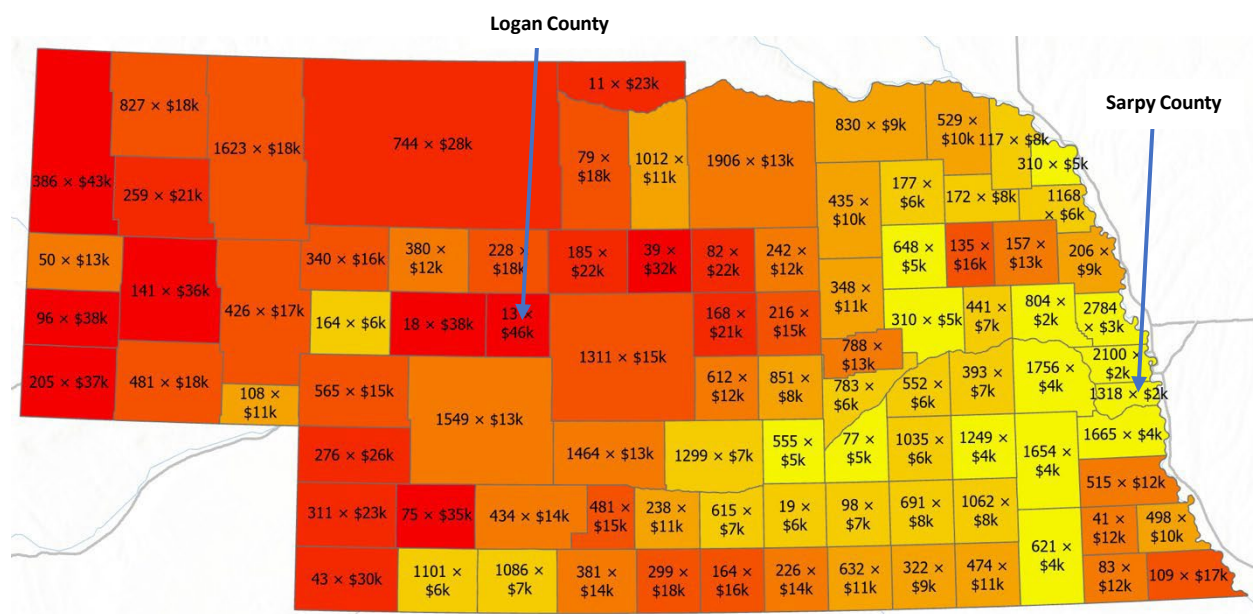 Logan County
Sarpy County
11 × $23k
827 × $18k
1623 × $18k
744 × $28k
386 × $43k
259 × $21k
79 ×
$18k
1012 ×
$11k
1906 × $13k
830 × $9k
529 ×
$10k
117 × $8k
310 × $5k
435 ×
$10k
177 ×
$6k
172 × $8k
1168
× $6k
50 × $13k
141 × $36k
426 × $17k
340 × $16k
380 ×
$12k
228 ×
$18k
185 ×
$22k
39 ×
$32k
82 ×
$22k
242 ×
$12k
648 ×
$5k
135 ×
$16k
157 ×
$13k
206 ×
$9k
96 × $38k
164 × $6k
18 × $38k
$46k
1311 × $15k
168 ×
$21k
216 ×
$15k
348 ×
$11k
310 × $5k
441 ×
$7k
804 ×
$2k
2784
× $3k
205 × $37k
481 × $18k
108 ×
$11k
565 × $15k
1549 × $13k
612 ×
$12k
851 ×
$8k
788 ×
$13k
783 ×
$6k
552 ×
$6k
393 ×
$7k
1756 ×
$4k
2100 ×
$2k
1318 × $2k
276 × $26k
1464 × $13k
1299 × $7k
555 ×
$5k
77 ×
$5k
1035 ×
$6k
1249 ×
$4k
1654 ×
$4k
1665 × $4k
311 × $23k
75 × $35k
434 × $14k
481 ×
$15k
238 ×
$11k
615 ×
$7k
19 ×
$6k
98 ×
$7k
691 ×
$8k
1062 ×
$8k
515 × $12k
43 × $30k
1101 ×
$6k
1086 ×
$7k
381 ×
$14k
299 ×
$18k
164 ×
$16k
226 ×
$14k
632 ×
$11k
322 ×
$9k
474 ×
$11k
621 ×
$4k
41 ×
$12k
498 ×
$10k
83 ×
$12k
109 × $17k